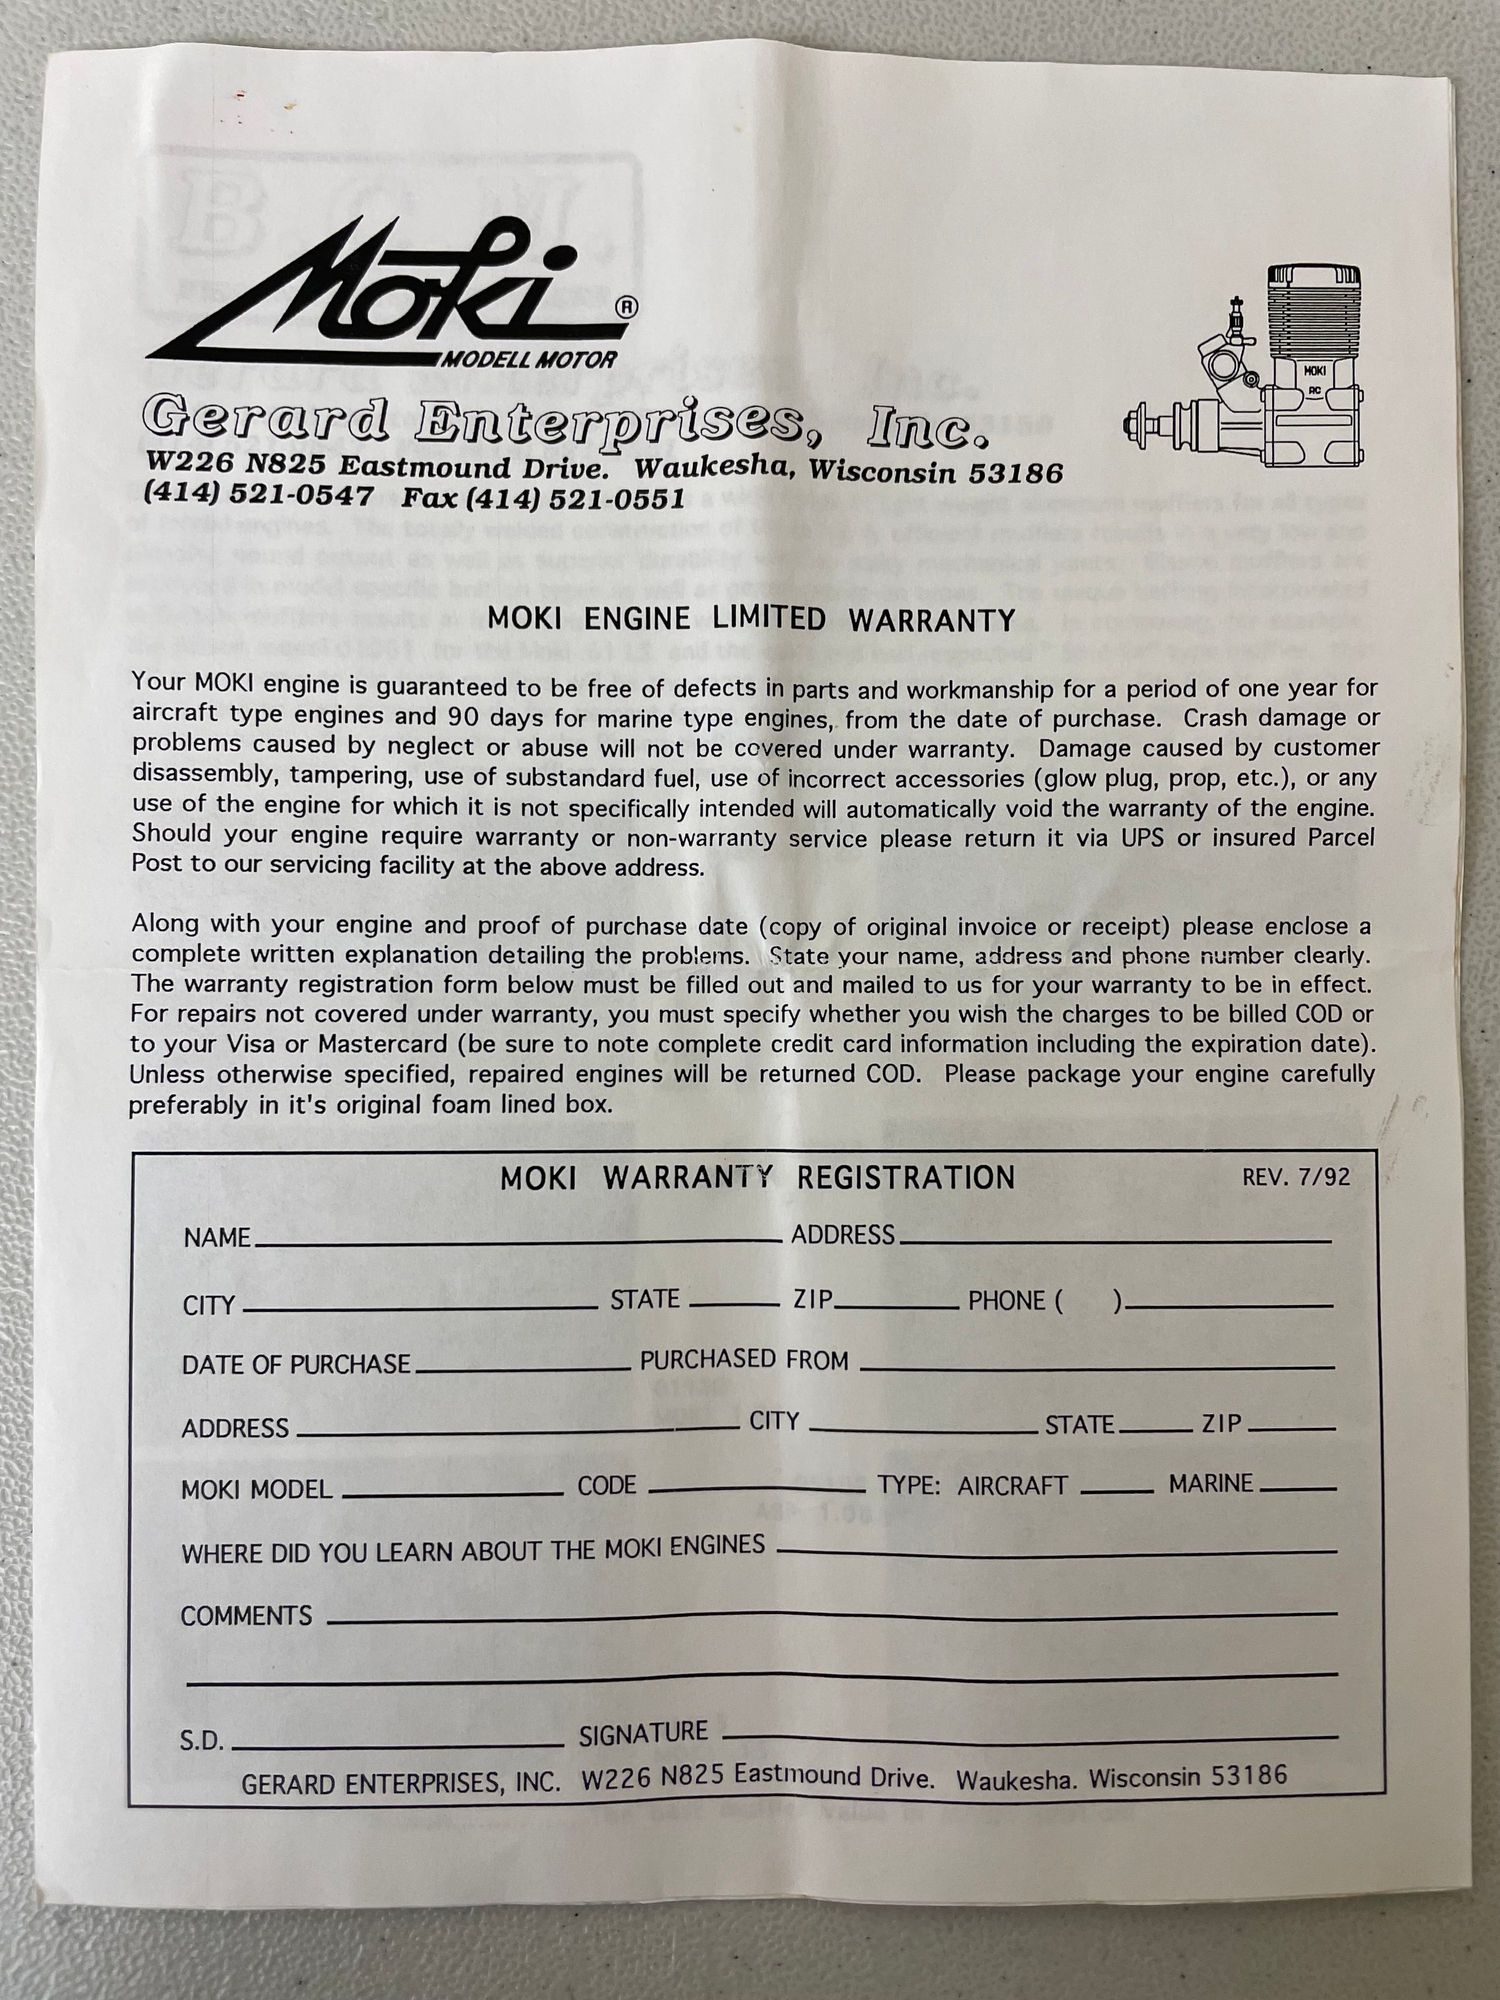 Moki ®
MODELL MOTOR
MOKI
RC
Gerard Enterprises, Inc.
W226 N825 Eastmound Drive. Waukesha, Wisconsin 53186
(414) 521-0547 Fax (414) 521-0551
MOKI ENGINE LIMITED WARRANTY
Your MOKI engine is guaranteed to be free of defects in parts and workmanship for a period of one year for
aircraft type engines and 90 days for marine type engines, from the date of purchase. Crash damage or
problems caused by neglect or abuse will not be covered under warranty. Damage caused by customer
disassembly, tampering, use of substandard fuel, use of incorrect accessories (glow plug, prop, etc.), or any
use of the engine for which it is not specifically intended will automatically void the warranty of the engine.
Should your engine require warranty or non-warranty service please return it via UPS or insured Parcel
Post to our servicing facility at the above address.
Along with your engine and proof of purchase date (copy of original invoice or receipt) please enclose a
complete written explanation detailing the problems. State your name, address and phone number clearly.
The warranty registration form below must be filled out and mailed to us for your warranty to be in effect.
For repairs not covered under warranty, you must specify whether you wish the charges to be billed COD or
to your Visa or Mastercard (be sure to note complete credit card information including the expiration date).
Unless otherwise specified, repaired engines will be returned COD. Please package your engine carefully
preferably in it's original foam lined box.
MOKI WARRANTY REGISTRATION REV. 7/92
NAME ADDRESS
CITY STATE ZIP PHONE ( )
DATE OF PURCHASE PURCHASED FROM
ADDRESS CITY STATE ZIP
MOKI MODEL CODE TYPE: AIRCRAFT MARINE
WHERE DID YOU LEARN ABOUT THE MOKI ENGINES
COMMENTS
S.D. SIGNATURE
GERARD ENTERPRISES, INC. W226 N825 Eastmound Drive. Waukesha. Wisconsin 53186